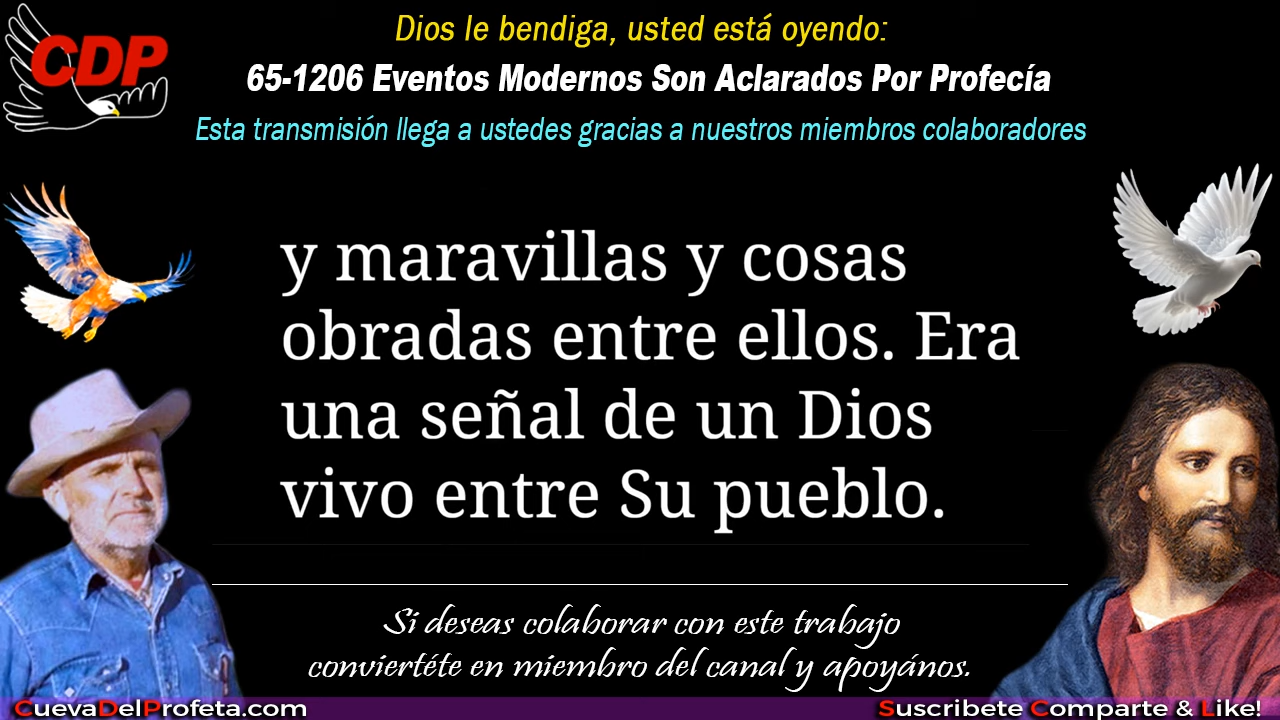 CDP
Dios le bendiga, usted está oyendo:
65-1206 Eventos Modernos Son Aclarados Por Profecía
Esta transmisión llega a ustedes gracias a nuestros miembros colaboradores
y maravillas y cosas
obradas entre ellos. Era
una señal de un Dios
vivo entre Su pueblo.
Si deseas colaborar con este trabajo
conviertéte en miembro del canal y apoyános.
CuevaDelProfeta.com
Suscribete Comparte & Like!